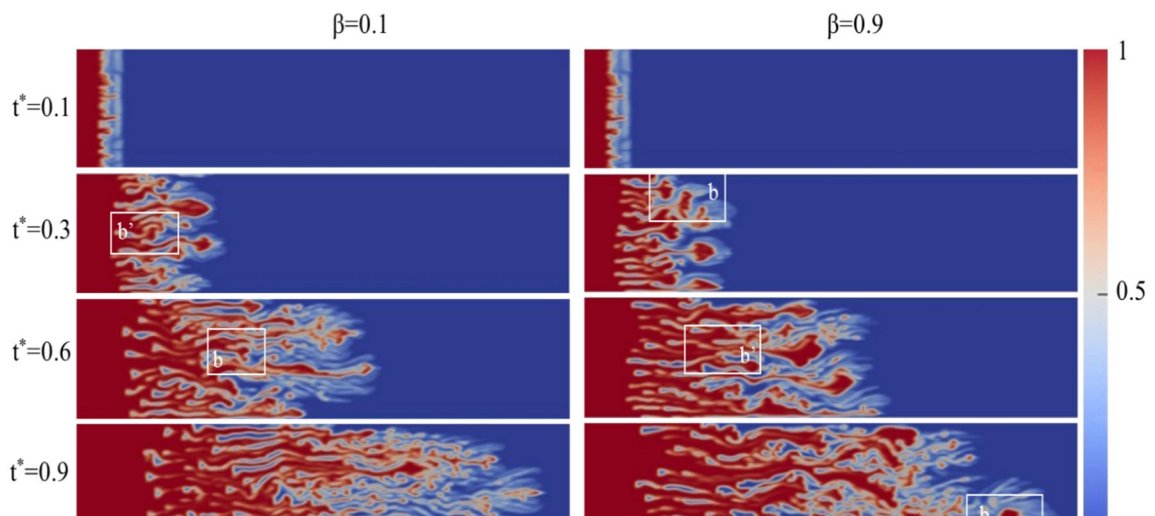 β=0.1 β=0.9
1
t*=0.1
t*=0.3 b' b
0.5
t*=0.6 b b'
t*=0.9 b